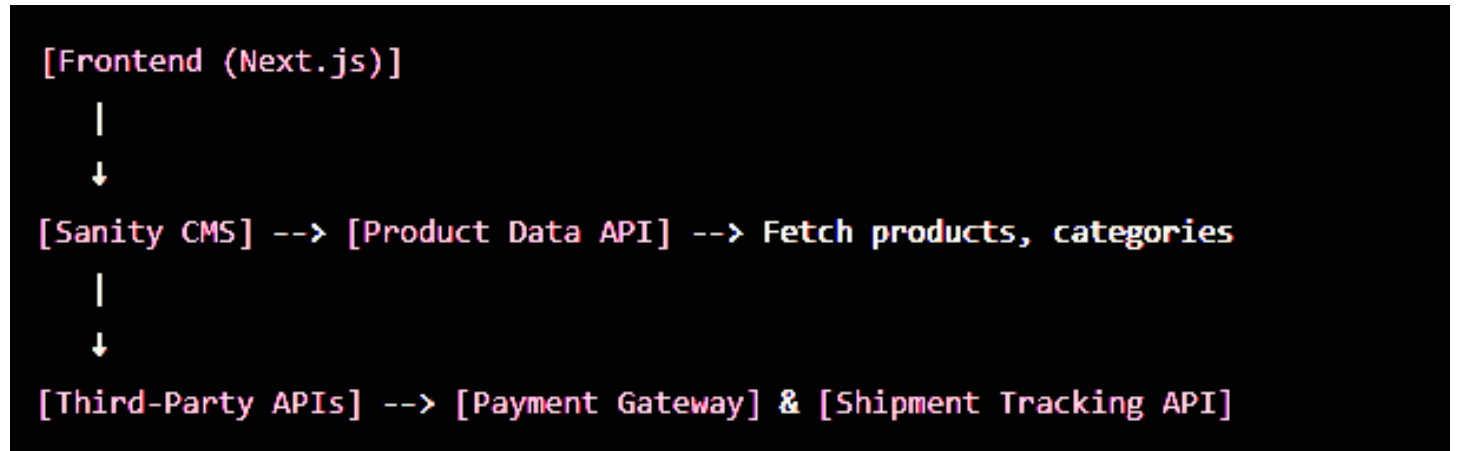 [Frontend (Next.js)]
|
↓
[Sanity CMS] --> [Product Data API] --> Fetch products, categories
|
↓
[Third-Party APIs] --> [Payment Gateway] & [Shipment Tracking API]